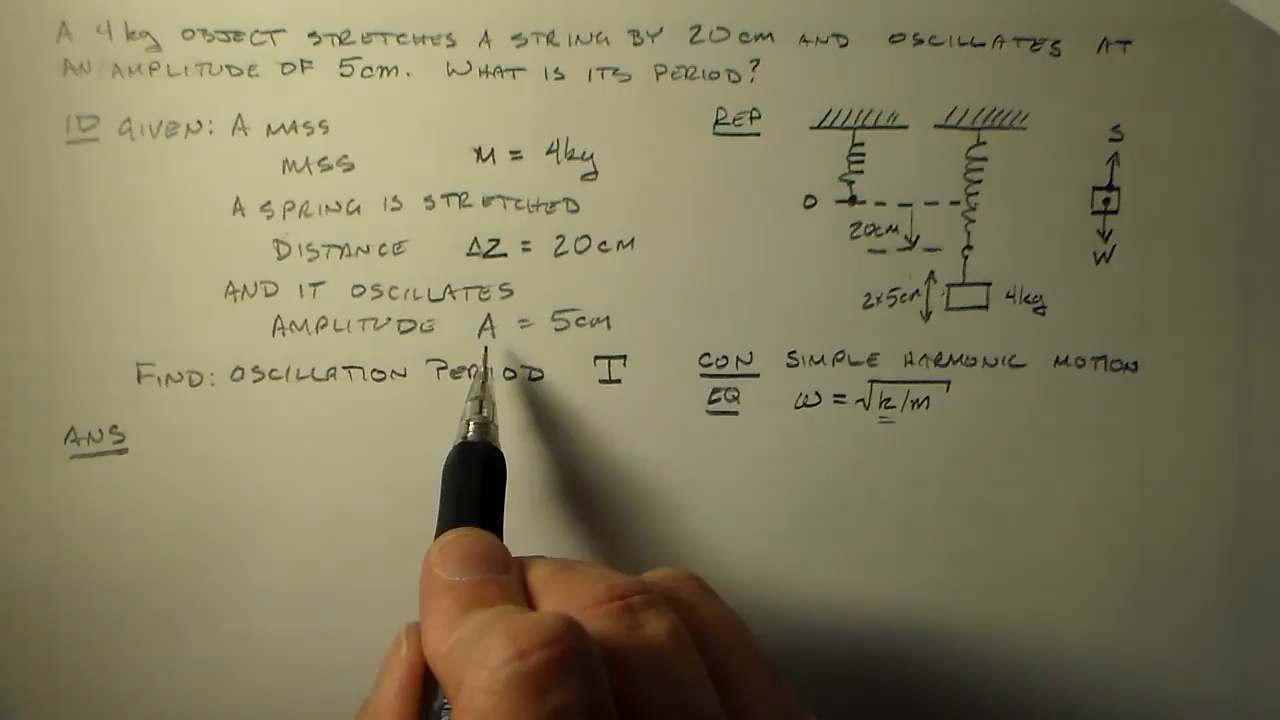 A 4kg OBJECT STRETCHES A STRING BY 20cm AND OSCILLATES AT
AN AMPLITUDE OF 5cm. WHAT IS ITS PERIOD?
ID GIVEN: A MASS
MASS M = 4kg
A SPRING IS STRETCHED
DISTANCE ΔZ = 20cm
AND IT OSCILLATES
AMPLITUDE A = 5cm
FIND: OSCILLATION PERIOD T
ANS
REP
S
0
20cm
W
2x5cm
4kg
CON SIMPLE HARMONIC MOTION
EQ ω = √k/m